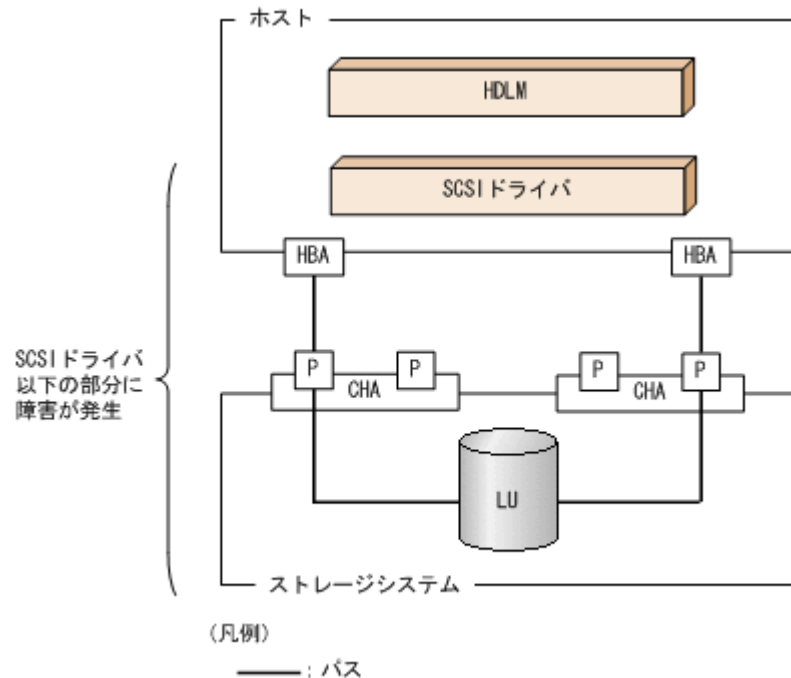 ホスト
HDLM
SCSIドライバ
HBA
HBA
SCSIドライバ
以下の部分に
障害が発生
P
P
CHA
P
P
CHA
LU
ストレージシステム
(凡例)
: パス